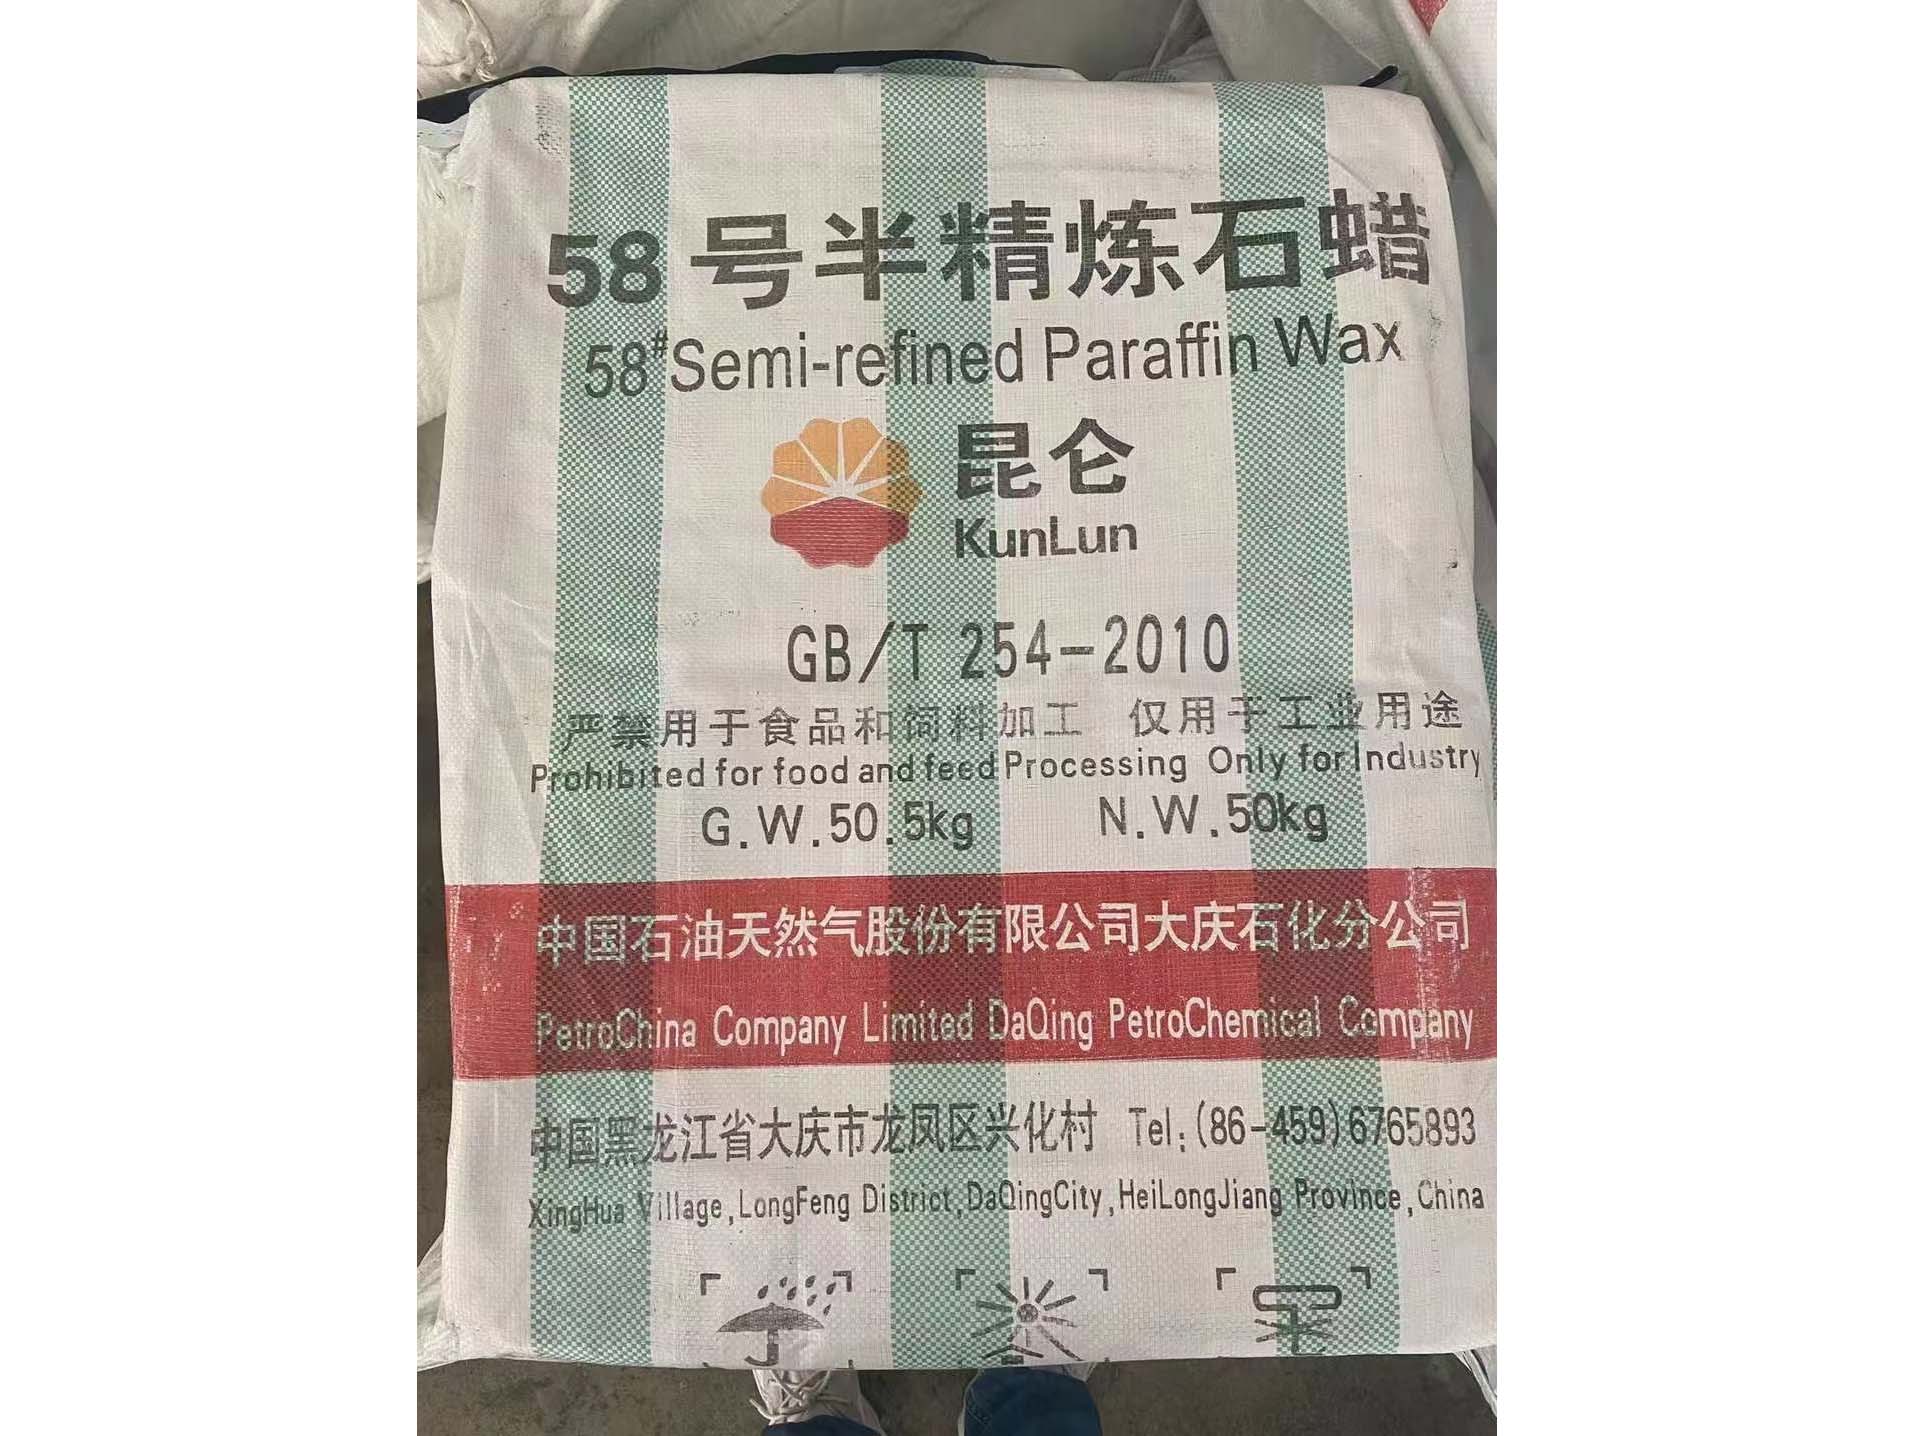 58号半精炼石蜡
58#Semi-refined Paraffin Wax
昆仑
KunLun
GB/T 254-2010
严禁用于食品和饲料加工 仅用于工业用途
Prohibited for food and feed Processing Only for Industry
G.W.50.5kg N.W.50kg
中国石油天然气股份有限公司大庆石化分公司
PetroChina Company Limited DaQing PetroChemical Company
中国黑龙江省大庆市龙凤区兴化村 Tel:(86-459)6765893
XingHua Village,LongFeng District,DaQingCity,HeiLongJiang Province,China